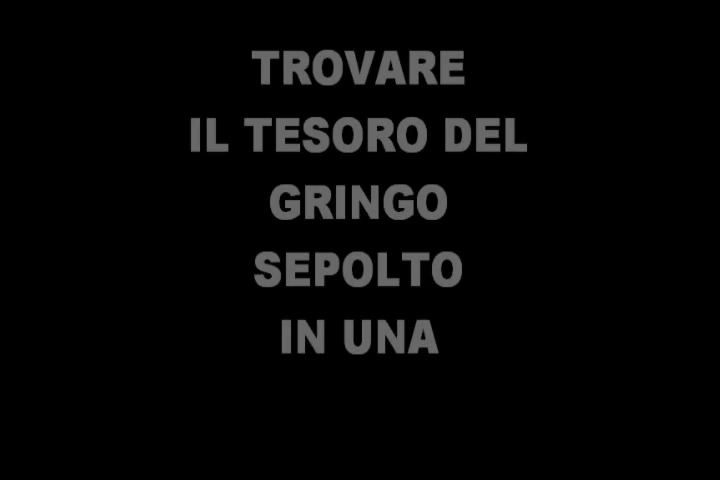 TROVARE
IL TESORO DEL
GRINGO
SEPOLTO
IN UNA